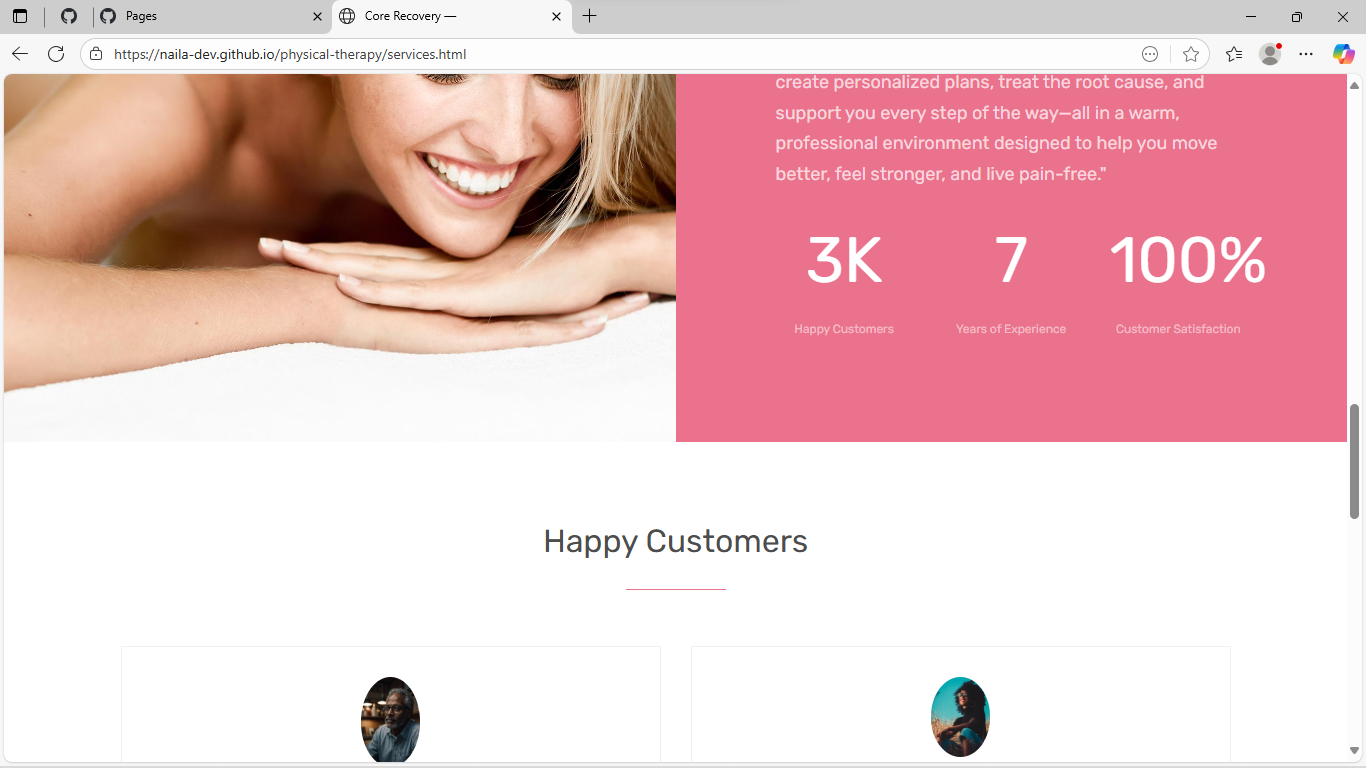 Pages
Core Recovery —
https://naila-dev.github.io/physical-therapy/services.html
create personalized plans, treat the root cause, and
support you every step of the way—all in a warm,
professional environment designed to help you move
better, feel stronger, and live pain-free."
3K 7 100%
Happy Customers Years of Experience Customer Satisfaction
Happy Customers